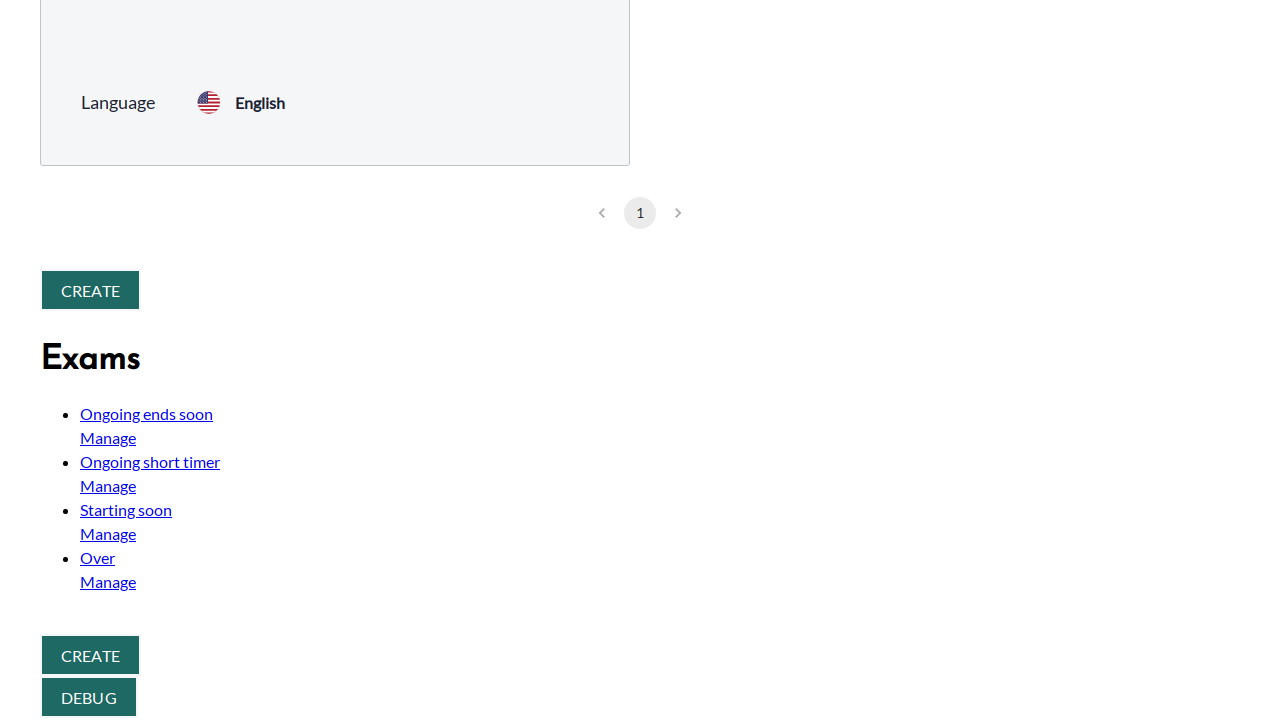 Language English
1
CREATE
Exams
Ongoing ends soon
Manage
Ongoing short timer
Manage
Starting soon
Manage
Over
Manage
CREATE
DEBUG